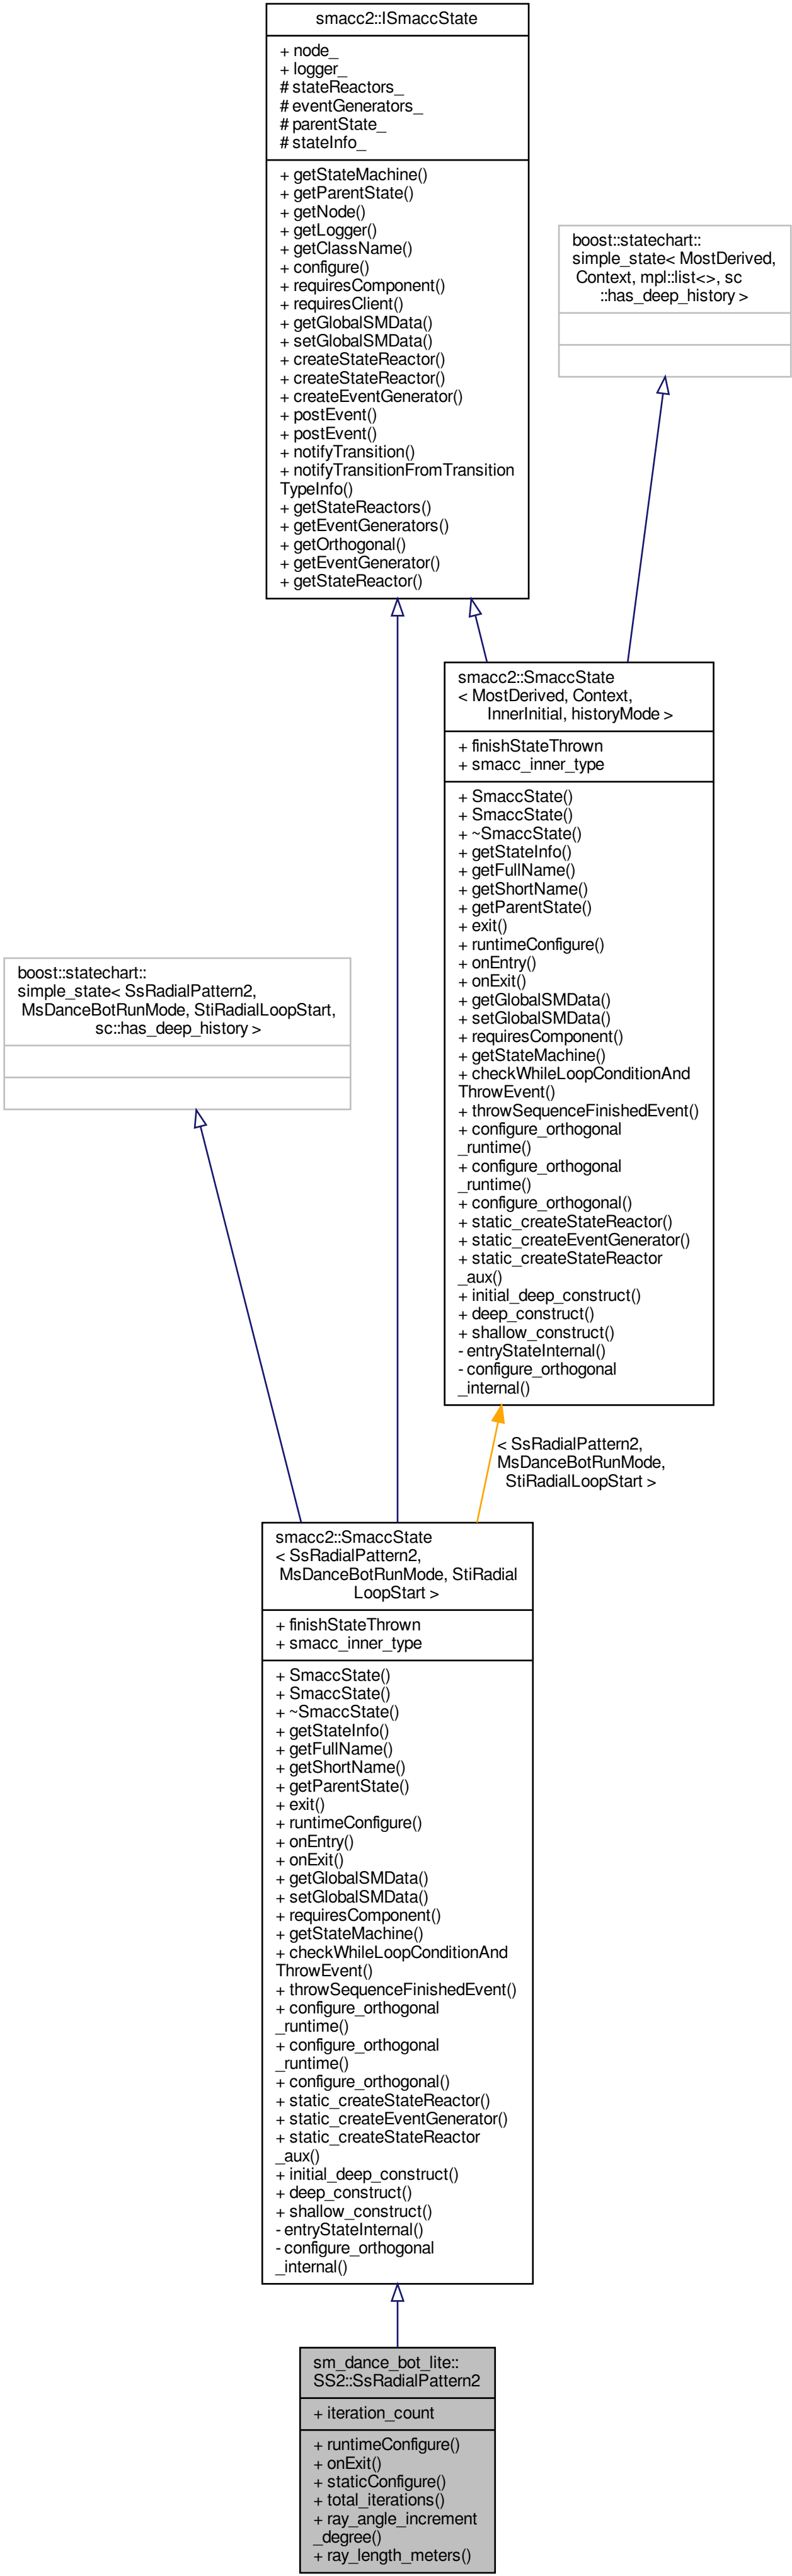 smacc2::ISmaccState
+ node_
+ logger_
# stateReactors_
# eventGenerators_
# parentState_
# stateInfo_
+ getStateMachine()
+ getParentState()
+ getNode()
+ getLogger()
+ getClassName()
+ configure()
+ requiresComponent()
+ requiresClient()
+ getGlobalSMData()
+ setGlobalSMData()
+ createStateReactor()
+ createStateReactor()
+ createEventGenerator()
+ postEvent()
+ postEvent()
+ notifyTransition()
+ notifyTransitionFromTransition
TypeInfo()
+ getStateReactors()
+ getEventGenerators()
+ getOrthogonal()
+ getEventGenerator()
+ getStateReactor()
boost::statechart::
simple_state< MostDerived,
Context, mpl::list<>, sc
::has_deep_history >
smacc2::SmaccState
< MostDerived, Context,
InnerInitial, historyMode >
+ finishStateThrown
+ smacc_inner_type
+ SmaccState()
+ SmaccState()
+ ~SmaccState()
+ getStateInfo()
+ getFullName()
+ getShortName()
+ getParentState()
+ exit()
+ runtimeConfigure()
+ onEntry()
+ onExit()
+ getGlobalSMData()
+ setGlobalSMData()
+ requiresComponent()
+ getStateMachine()
+ checkWhileLoopConditionAnd
ThrowEvent()
+ throwSequenceFinishedEvent()
+ configure_orthogonal
_runtime()
+ configure_orthogonal
_runtime()
+ configure_orthogonal()
+ static_createStateReactor()
+ static_createEventGenerator()
+ static_createStateReactor
_aux()
+ initial_deep_construct()
+ deep_construct()
+ shallow_construct()
- entryStateInternal()
- configure_orthogonal
_internal()
boost::statechart::
simple_state< SsRadialPattern2,
MsDanceBotRunMode, StiRadialLoopStart,
sc::has_deep_history >
< SsRadialPattern2,
MsDanceBotRunMode,
StiRadialLoopStart >
smacc2::SmaccState
< SsRadialPattern2,
MsDanceBotRunMode, StiRadial
LoopStart >
+ finishStateThrown
+ smacc_inner_type
+ SmaccState()
+ SmaccState()
+ ~SmaccState()
+ getStateInfo()
+ getFullName()
+ getShortName()
+ getParentState()
+ exit()
+ runtimeConfigure()
+ onEntry()
+ onExit()
+ getGlobalSMData()
+ setGlobalSMData()
+ requiresComponent()
+ getStateMachine()
+ checkWhileLoopConditionAnd
ThrowEvent()
+ throwSequenceFinishedEvent()
+ configure_orthogonal
_runtime()
+ configure_orthogonal
_runtime()
+ configure_orthogonal()
+ static_createStateReactor()
+ static_createEventGenerator()
+ static_createStateReactor
_aux()
+ initial_deep_construct()
+ deep_construct()
+ shallow_construct()
- entryStateInternal()
- configure_orthogonal
_internal()
sm_dance_bot_lite::
SS2::SsRadialPattern2
+ iteration_count
+ runtimeConfigure()
+ onExit()
+ staticConfigure()
+ total_iterations()
+ ray_angle_increment
_degree()
+ ray_length_meters()